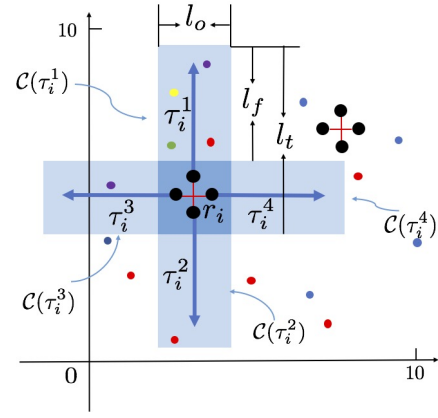 10
l_o
C(τ_i^1)
τ_i^1
l_f
l_t
τ_i^3
r_i
τ_i^4
C(τ_i^4)
τ_i^2
C(τ_i^3)
C(τ_i^2)
0
10